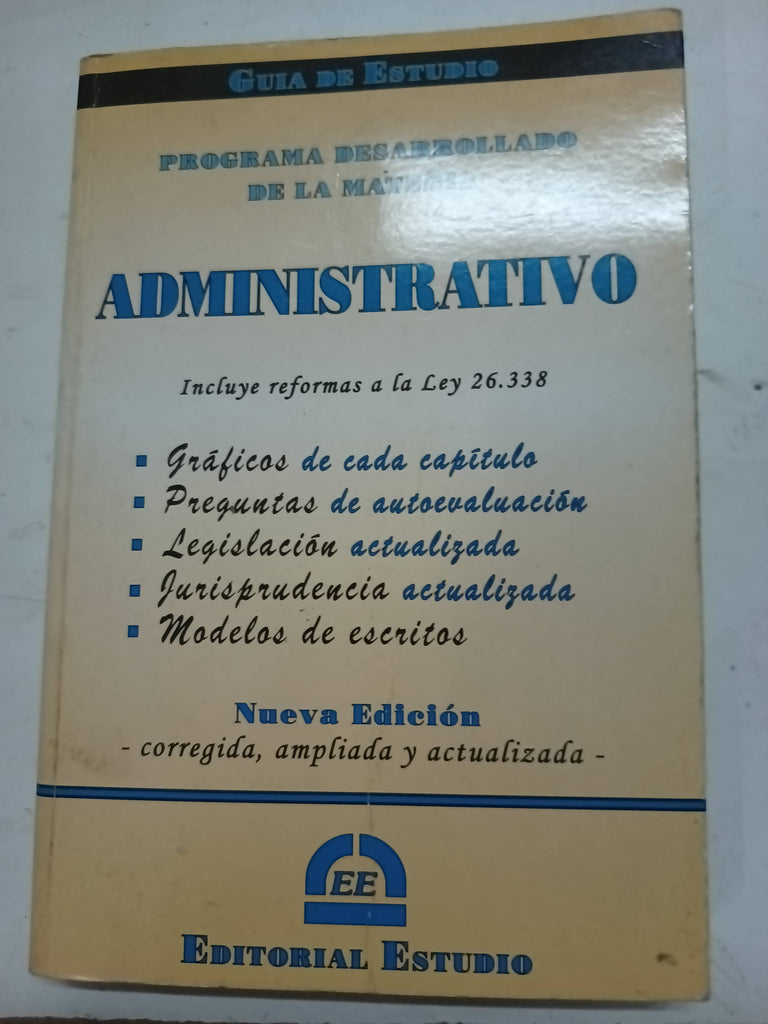 GUIA DE ESTUDIO
PROGRAMA DESARROLLADO
DE LA MATERIA
ADMINISTRATIVO
Incluye reformas a la Ley 26.338
Gráficos de cada capítulo
Preguntas de autoevaluación
Legislación actualizada
Jurisprudencia actualizada
Modelos de escritos
Nueva Edición
- corregida, ampliada y actualizada -
EE
EDITORIAL ESTUDIO